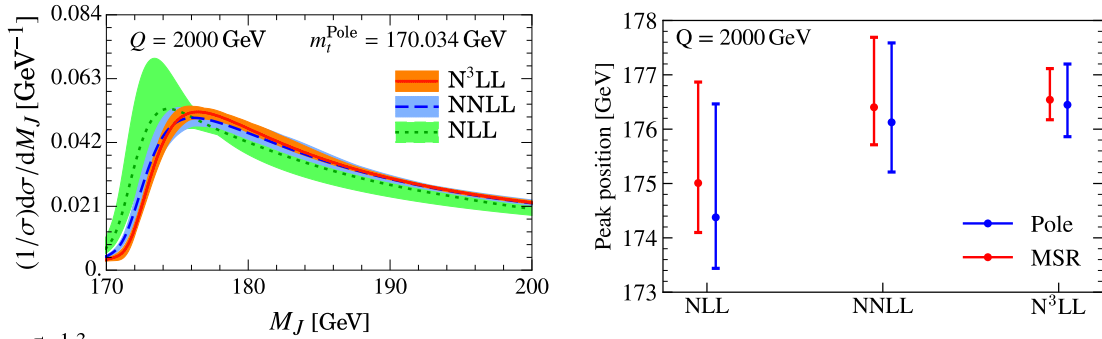 0.084
0.063
0.042
0.021
0.
(1/σ)dσ/dM_J [GeV⁻¹]
Q = 2000 GeV
m_t^Pole = 170.034 GeV
N³LL
NNLL
NLL
170 180 190 200
M_J [GeV]
178
177
176
175
174
173
Peak position [GeV]
Q = 2000 GeV
Pole
MSR
NLL NNLL N³LL